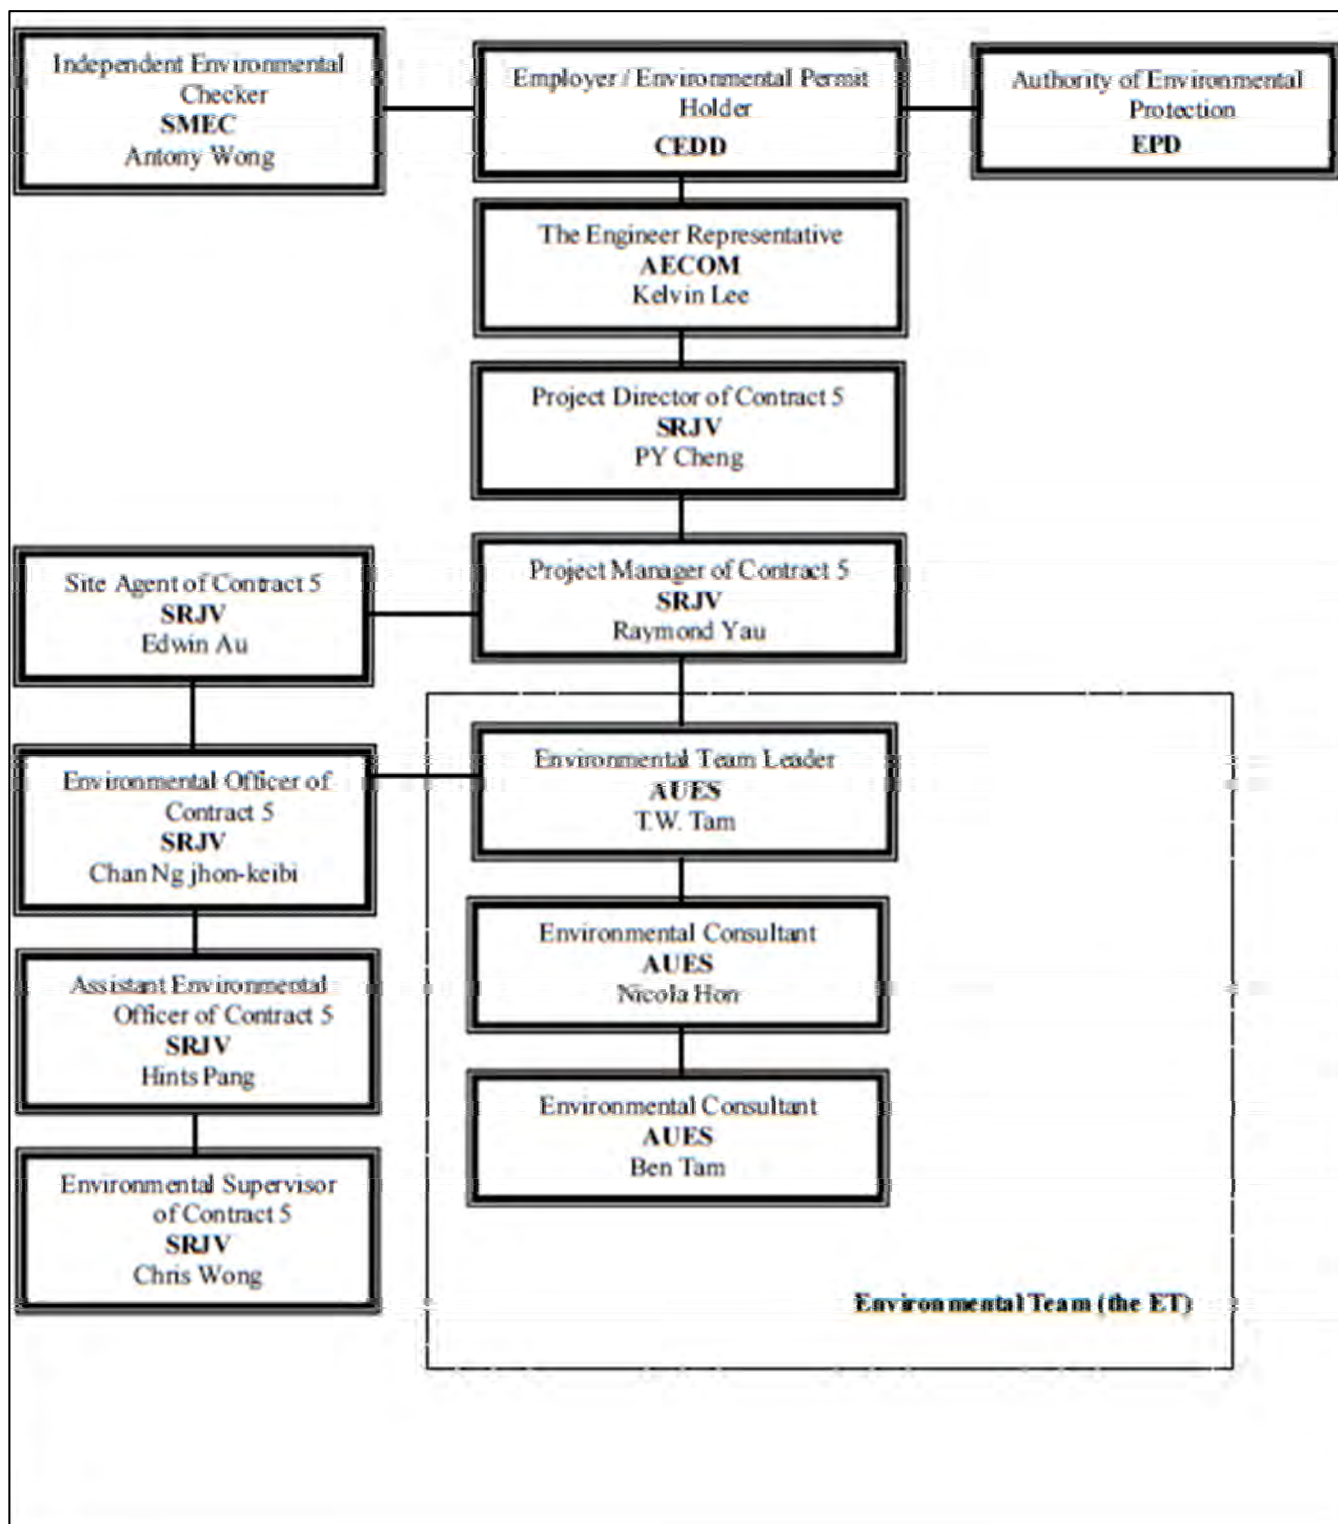 Independent Environmental
Checker
SMEC
Antony Wong
Employer / Environmental Permit
Holder
CEDD
Authority of Environmental
Protection
EPD
The Engineer Representative
AECOM
Kelvin Lee
Project Director of Contract 5
SRJV
PY Cheng
Project Manager of Contract 5
SRJV
Raymond Yau
Site Agent of Contract 5
SRJV
Edwin Au
Environmental Team Leader
AUES
T.W. Tam
Environmental Officer of
Contract 5
SRJV
Chan Ng jhon-keibi
Environmental Consultant
AUES
Nicola Hon
Assistant Environmental
Officer of Contract 5
SRJV
Hints Pang
Environmental Consultant
AUES
Ben Tam
Environmental Supervisor
of Contract 5
SRJV
Chris Wong
Environmental Team (the ET)